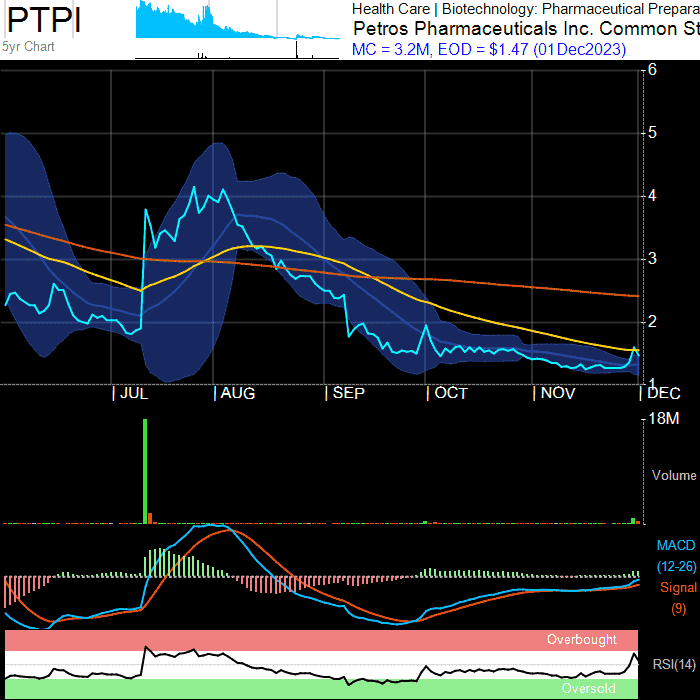 PTPI
5yr Chart
Health Care | Biotechnology: Pharmaceutical Prepara
Petros Pharmaceuticals Inc. Common St
MC = 3.2M, EOD = $1.47 (01Dec2023)
6
5
4
3
2
1
| JUL | AUG | SEP | OCT | NOV | DEC
18M
Volume
MACD
(12-26)
Signal
(9)
Overbought
RSI(14)
Oversold